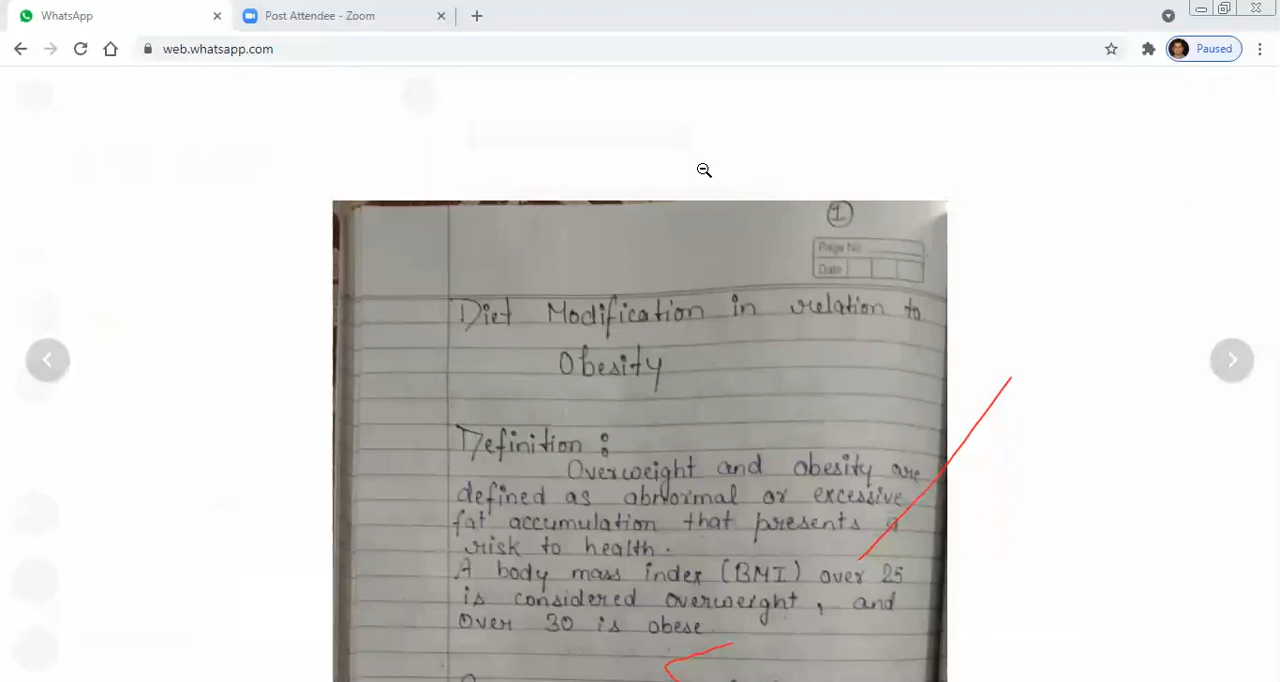 WhatsApp
Post Attendee - Zoom
web.whatsapp.com
Paused
1
Page No
Date
Diet Modification in relation to
Obesity
Definition :
Overweight and obesity are
defined as abnormal or excessive
fat accumulation that presents a
risk to health.
A body mass index (BMI) over 25
is considered overweight, and
over 30 is obese